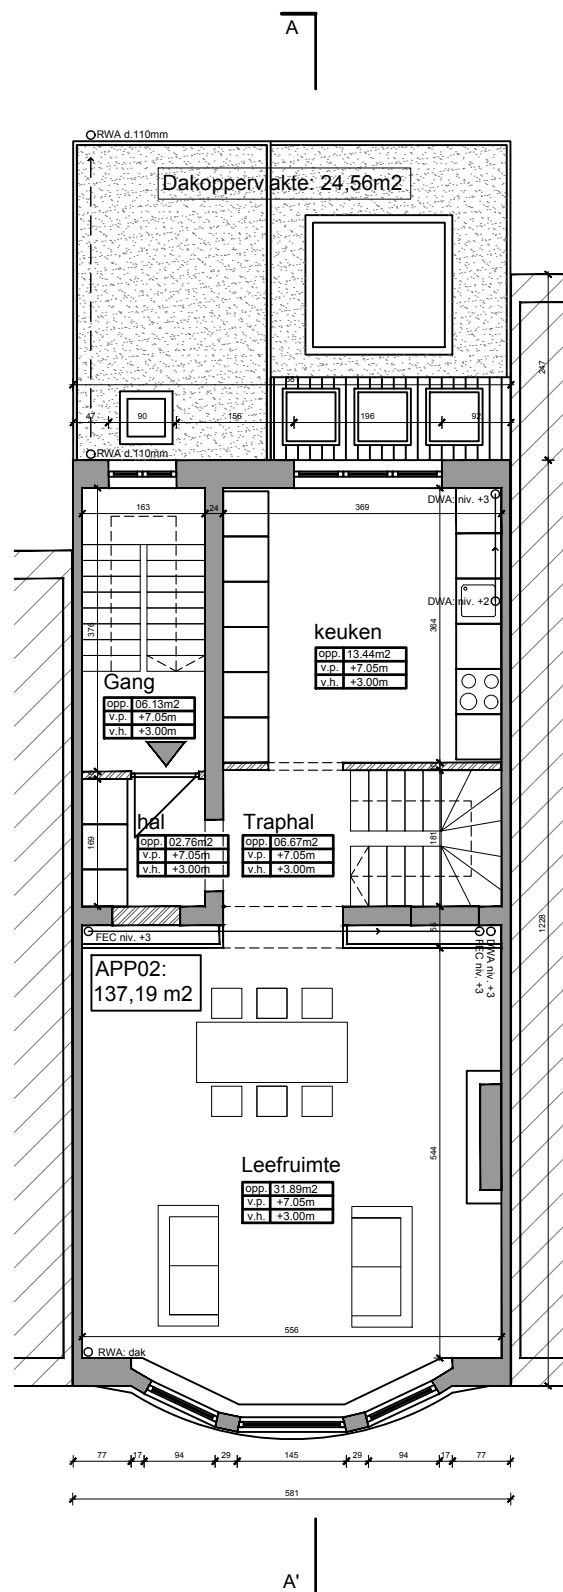 A
RWA d.110mm
Dakoppervlakte: 24,56m2
247
47 90 156 196 92
RWA d.110mm
163 24 369
DWA: niv. +3
DWA: niv. +2
376
364
keuken
opp. 13.44m2
v.p. +7.05m
v.h. +3.00m
Gang
opp. 06.13m2
v.p. +7.05m
v.h. +3.00m
hal
opp. 02.76m2
v.p. +7.05m
v.h. +3.00m
Traphal
opp. 06.67m2
v.p. +7.05m
v.h. +3.00m
169
181
1228
FEC niv. +3
DWA niv. +3
FEC niv. +3
APP02:
137,19 m2
544
Leefruimte
opp. 31.89m2
v.p. +7.05m
v.h. +3.00m
556
RWA: dak
77 17 94 29 145 29 94 17 77
581
A'